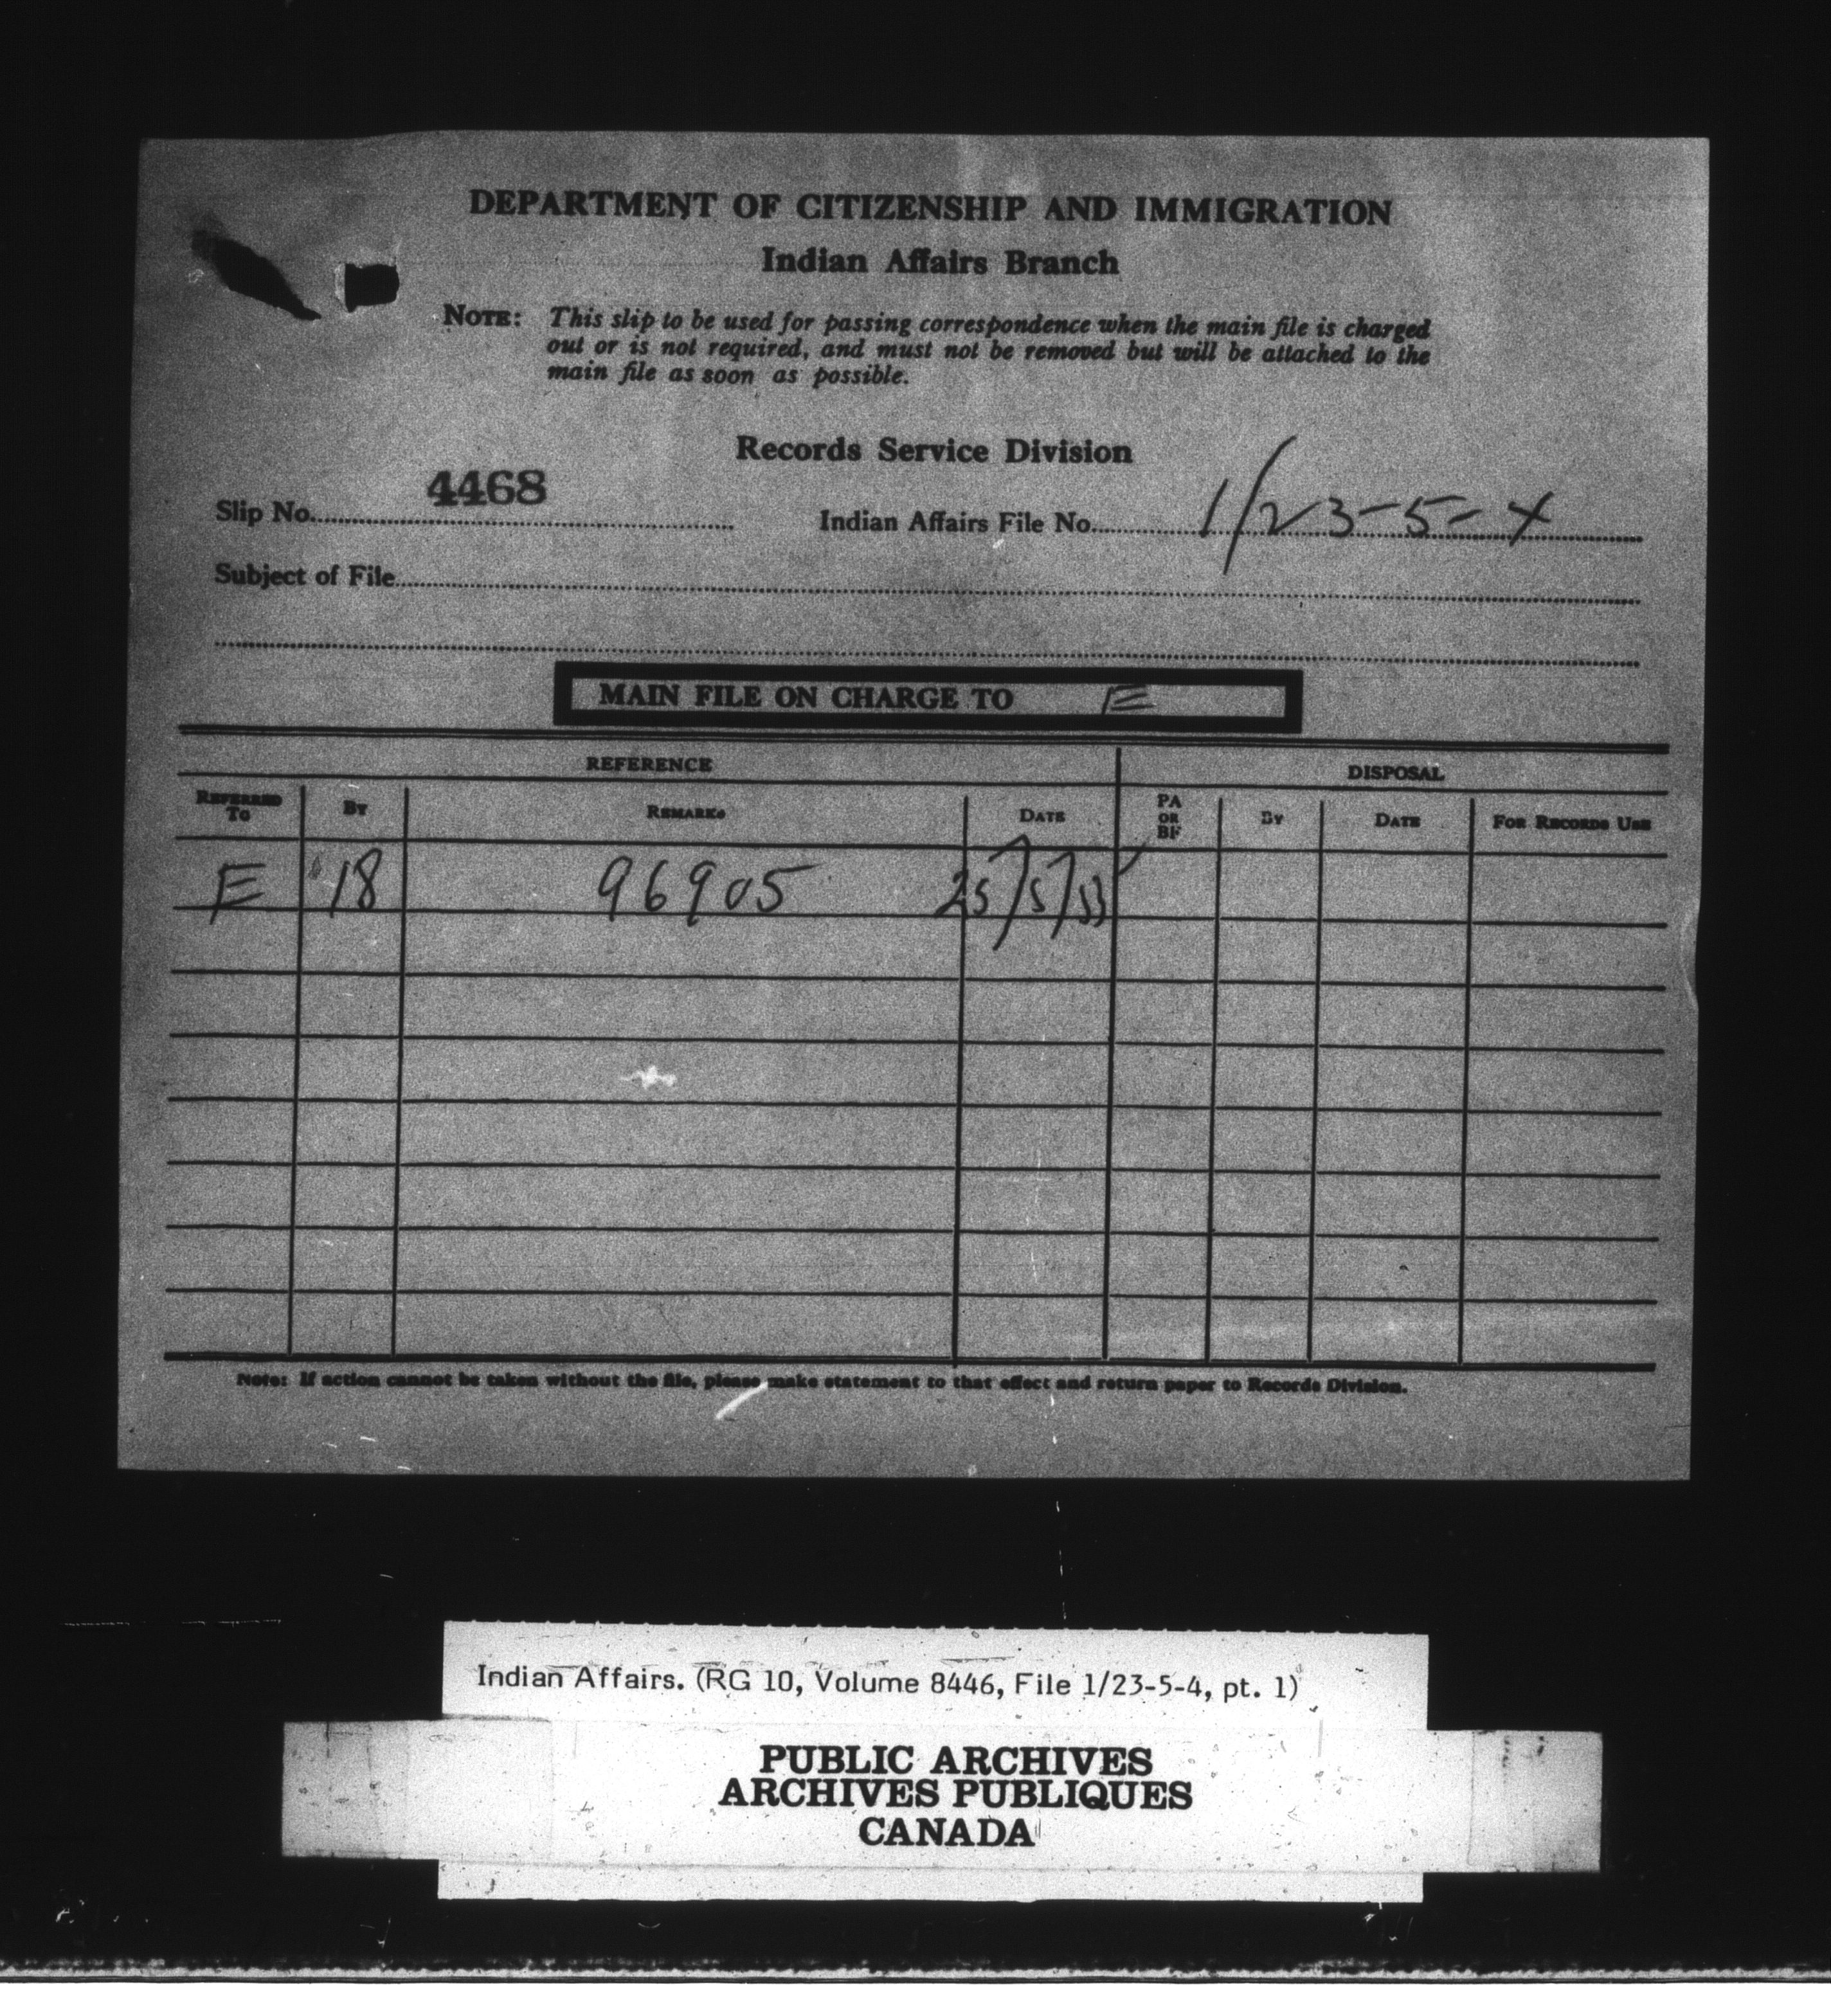 DEPARTMENT OF CITIZENSHIP AND IMMIGRATION
Indian Affairs Branch
NOTE: This slip to be used for passing correspondence when the main file is charged
out or is not required, and must not be removed but will be attached to the
main file as soon as possible.
Records Service Division
Slip No. 4468 Indian Affairs File No. 1/23-5-4
Subject of File
MAIN FILE ON CHARGE TO E
REFERENCE DISPOSAL
REFERRED TO BY REMARKS DATE PA OR BF BY DATE FOR RECORDS USE
E 18 96905 25/5/53
Note: If action cannot be taken without the file, please make statement to that effect and return paper to Records Division.
Indian Affairs. (RG 10, Volume 8446, File 1/23-5-4, pt. 1)
PUBLIC ARCHIVES
ARCHIVES PUBLIQUES
CANADA